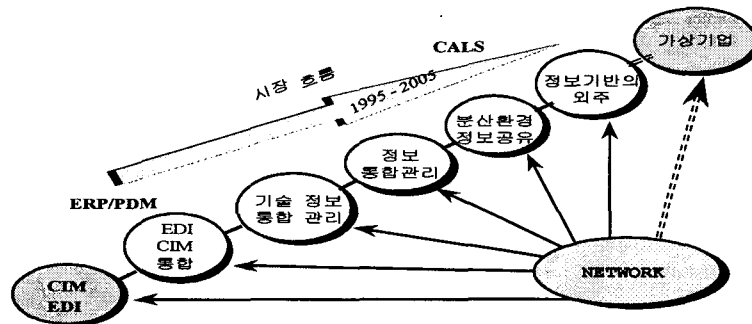 가상기업
CALS
정보기반의
외주
시장 흐름
1995 - 2005
분산환경
정보공유
정보
통합관리
ERP/PDM
기술 정보
통합 관리
EDI
CIM
통합
NETWORK
CIM
EDI